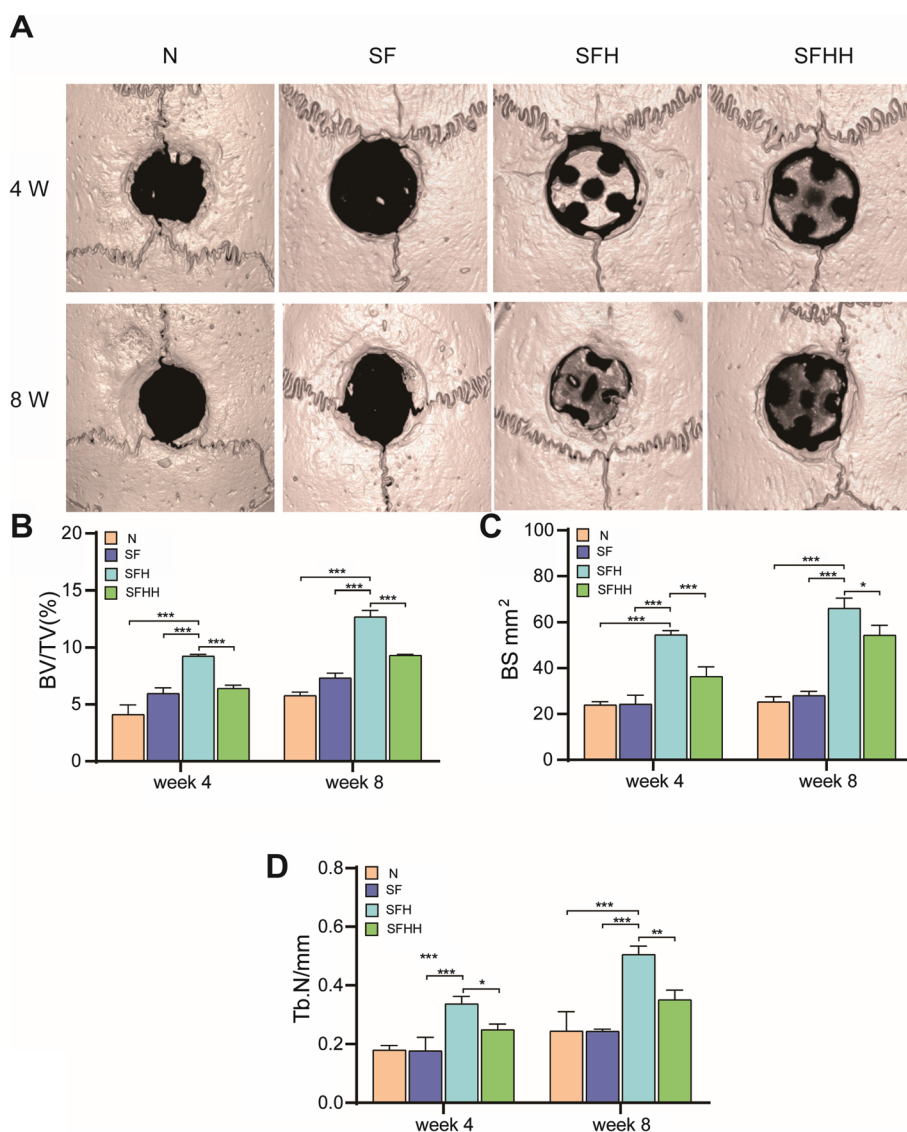 A
N SF SFH SFHH
4 W
8 W
B
20
15
10
5
0
BV/TV(%)
N
SF
SFH
SFHH
***
***
***
***
***
***
week 4 week 8
C
100
80
60
40
20
0
BS mm²
N
SF
SFH
SFHH
***
***
***
***
***
*
week 4 week 8
D
0.8
0.6
0.4
0.2
0.0
Tb.N/mm
N
SF
SFH
SFHH
***
***
*
***
***
**
week 4 week 8